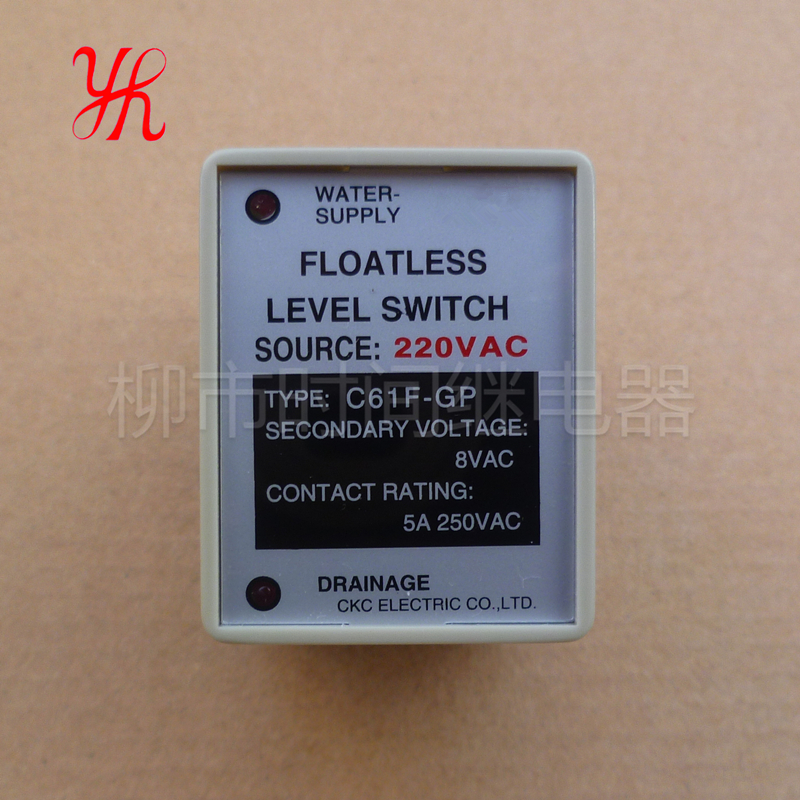 Yh
WATER-
SUPPLY
FLOATLESS
LEVEL SWITCH
SOURCE: 220VAC
柳市时间继电器
TYPE: C61F-GP
SECONDARY VOLTAGE:
8VAC
CONTACT RATING:
5A 250VAC
DRAINAGE
CKC ELECTRIC CO.,LTD.